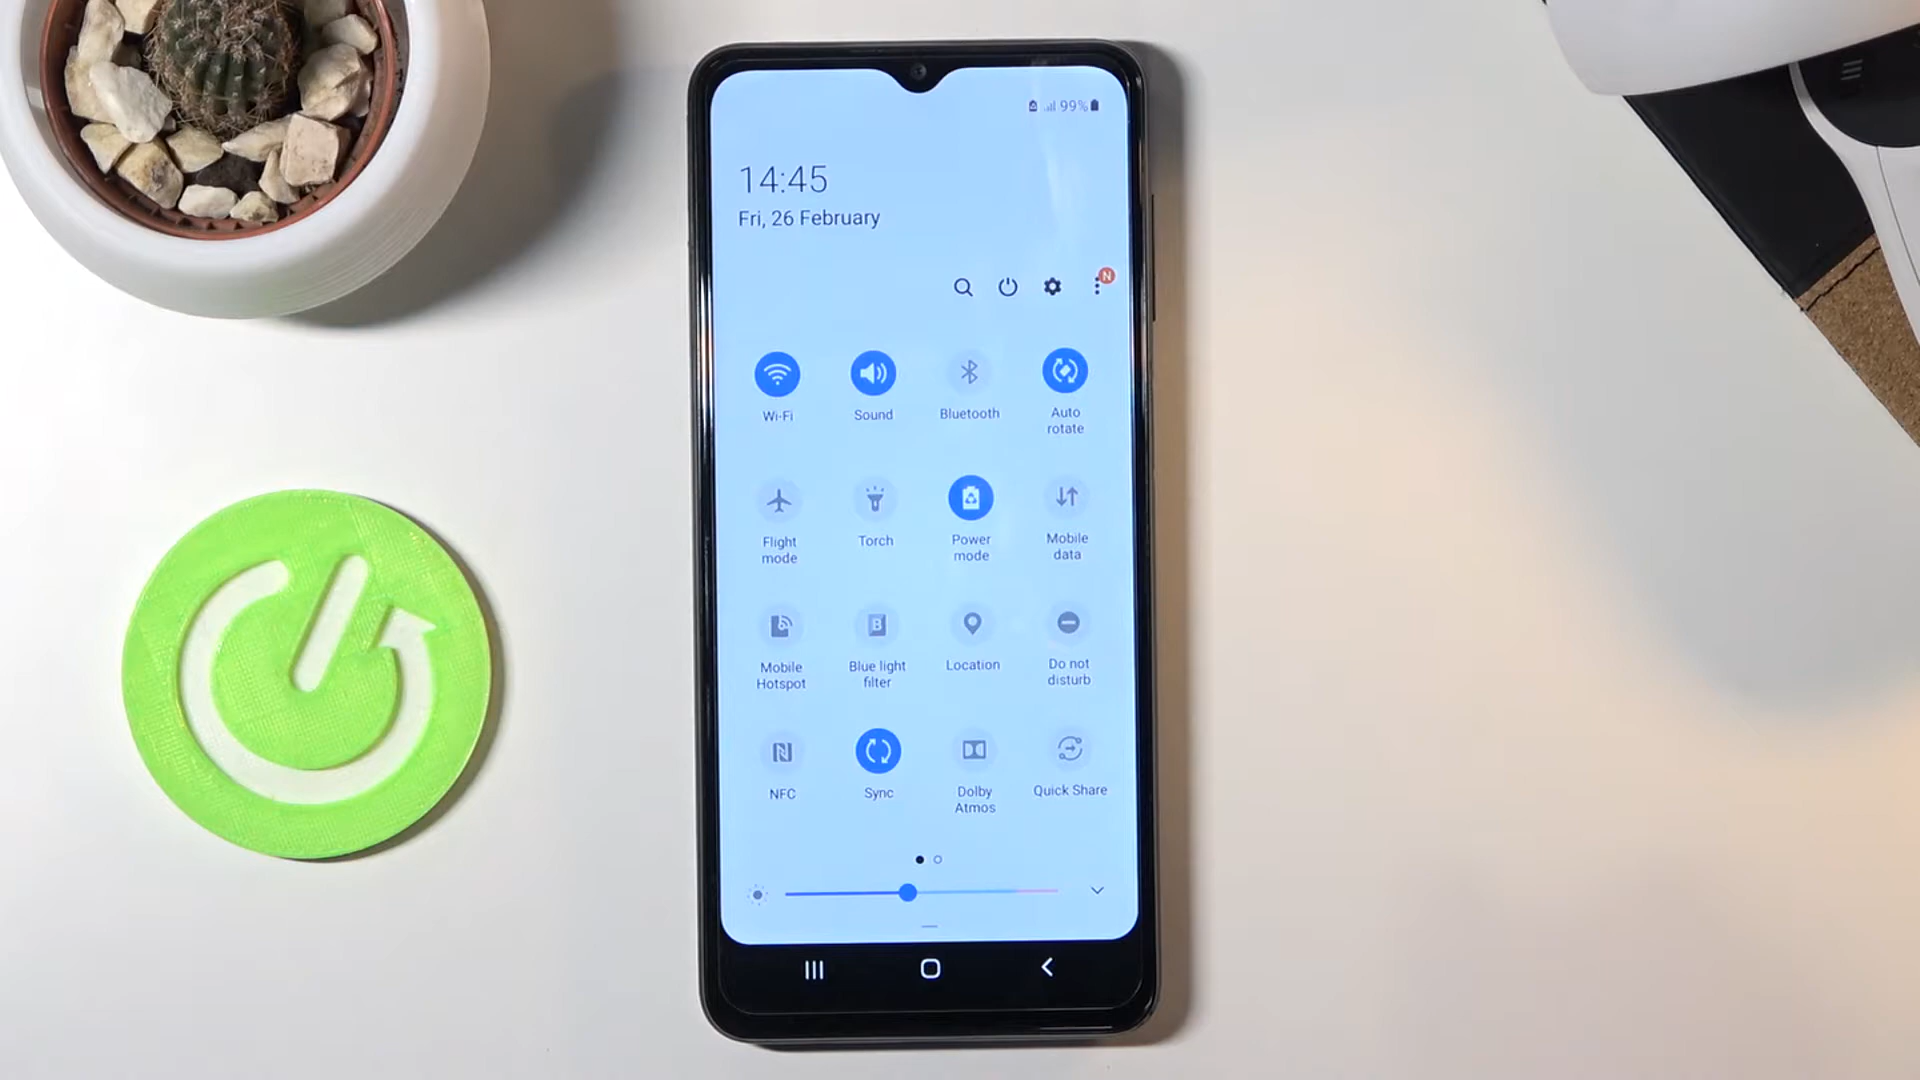 99%
14:45
Fri, 26 February
N
Wi-Fi
Sound
Bluetooth
Auto
rotate
Flight
mode
Torch
Power
mode
Mobile
data
Mobile
Hotspot
Blue light
filter
Location
Do not
disturb
NFC
Sync
Dolby
Atmos
Quick Share